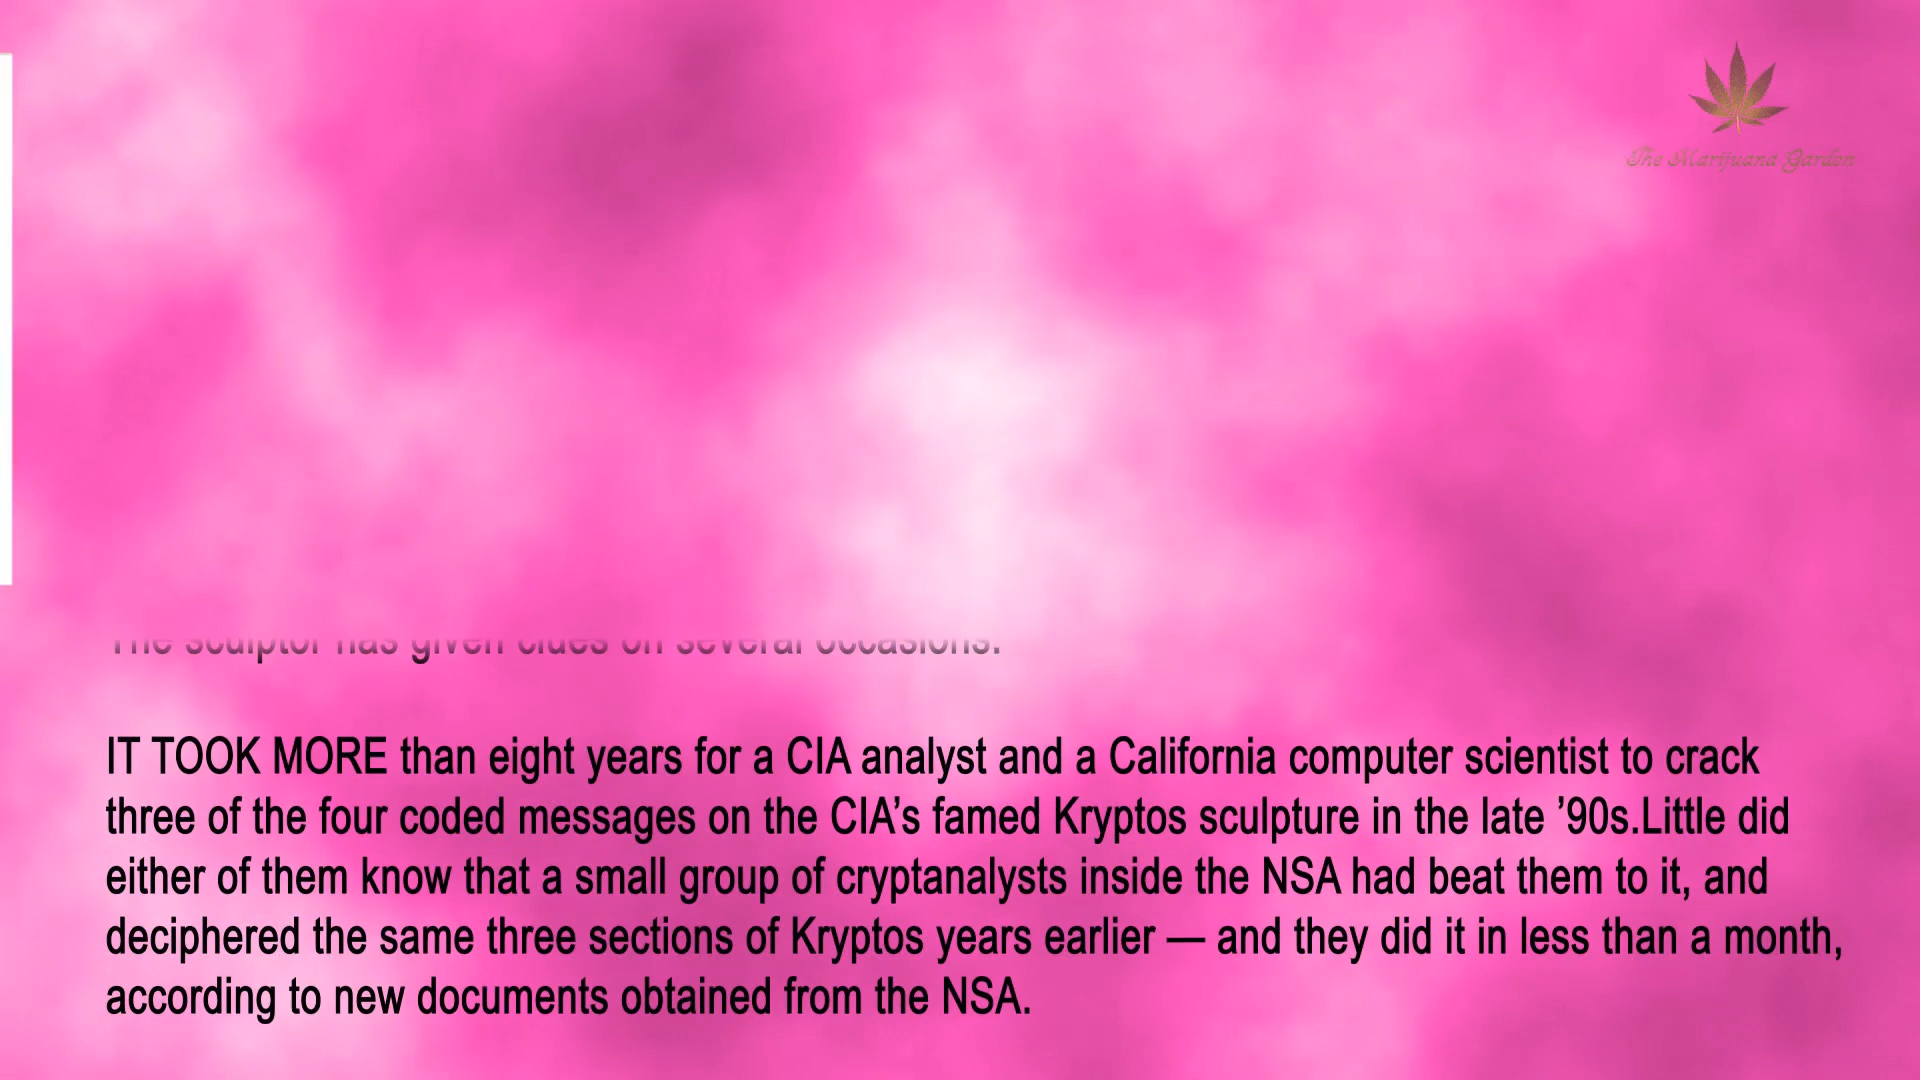 The Marijuana Garden
The sculptor has given clues on several occasions.
IT TOOK MORE than eight years for a CIA analyst and a California computer scientist to crack
three of the four coded messages on the CIA’s famed Kryptos sculpture in the late ’90s.Little did
either of them know that a small group of cryptanalysts inside the NSA had beat them to it, and
deciphered the same three sections of Kryptos years earlier — and they did it in less than a month,
according to new documents obtained from the NSA.